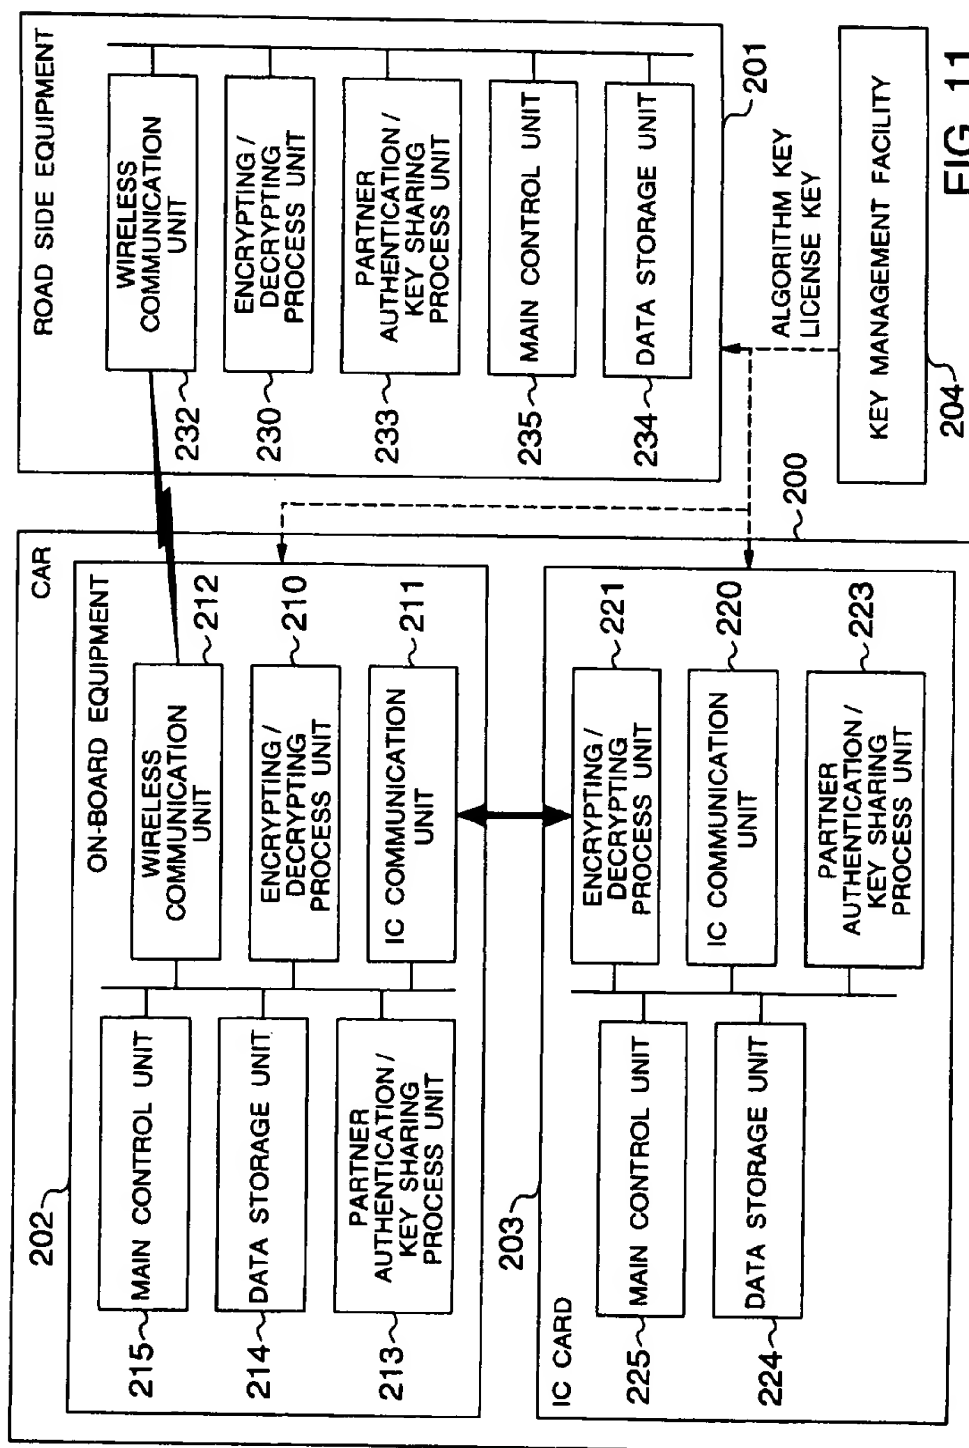 CAR
ON-BOARD EQUIPMENT
202
215
MAIN CONTROL UNIT
214
DATA STORAGE UNIT
213
PARTNER
AUTHENTICATION/
KEY SHARING
PROCESS UNIT
WIRELESS
COMMUNICATION
UNIT
212
ENCRYPTING/
DECRYPTING
PROCESS UNIT
210
IC COMMUNICATION
UNIT
211
IC CARD
203
225
MAIN CONTROL UNIT
224
DATA STORAGE UNIT
ENCRYPTING/
DECRYPTING
PROCESS UNIT
221
IC COMMUNICATION
UNIT
220
PARTNER
AUTHENTICATION/
KEY SHARING
PROCESS UNIT
223
200
ROAD SIDE EQUIPMENT
232
WIRELESS
COMMUNICATION
UNIT
230
ENCRYPTING/
DECRYPTING
PROCESS UNIT
233
PARTNER
AUTHENTICATION/
KEY SHARING
PROCESS UNIT
235
MAIN CONTROL UNIT
234
DATA STORAGE UNIT
201
ALGORITHM KEY
LICENSE KEY
204
KEY MANAGEMENT FACILITY
FIG. 11